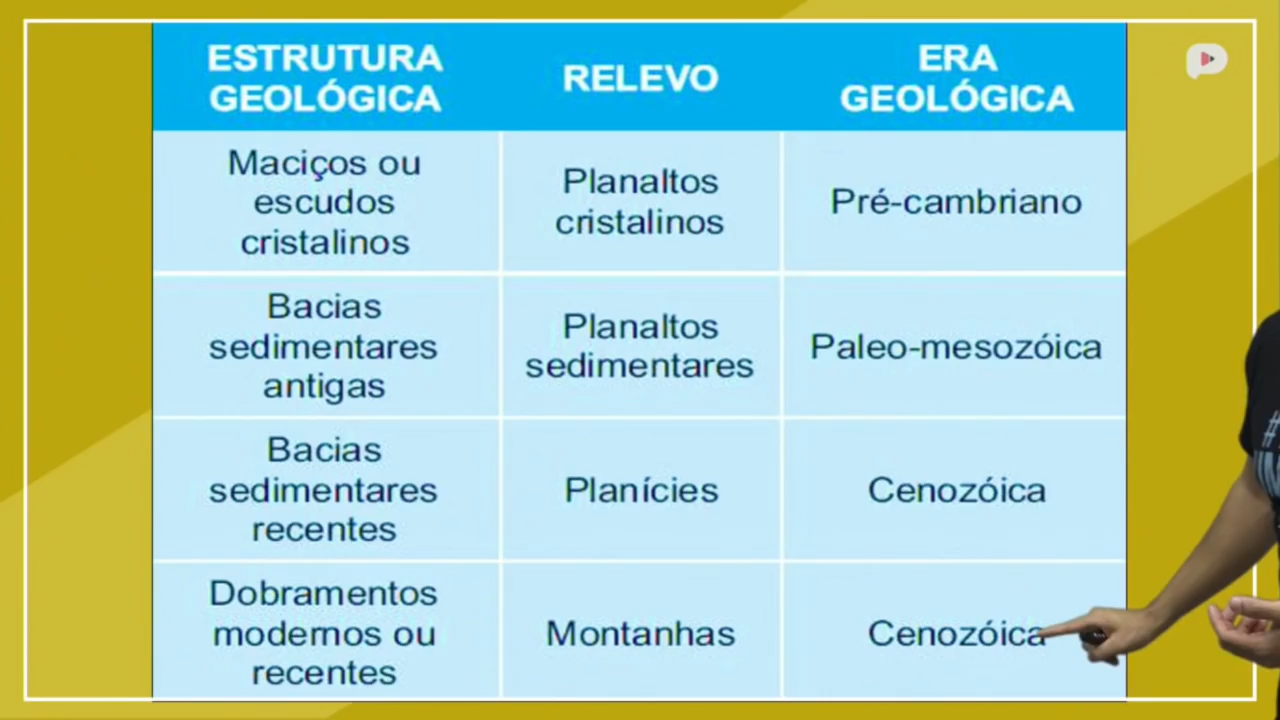 ESTRUTURA
GEOLÓGICA
RELEVO
ERA
GEOLÓGICA
Maciços ou
escudos
cristalinos
Planaltos
cristalinos
Pré-cambriano
Bacias
sedimentares
antigas
Planaltos
sedimentares
Paleo-mesozóica
Bacias
sedimentares
recentes
Planícies
Cenozóica
Dobramentos
modernos ou
recentes
Montanhas
Cenozóica